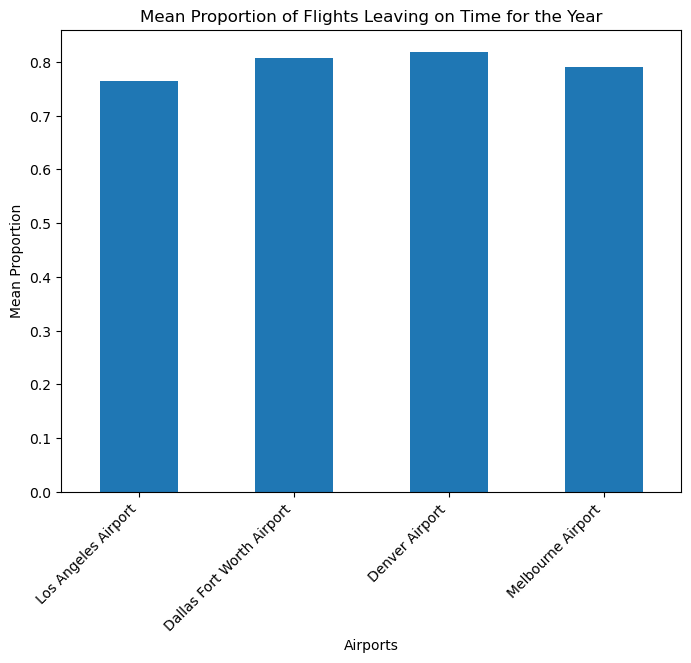 Mean Proportion of Flights Leaving on Time for the Year
Mean Proportion
0.8
0.7
0.6
0.5
0.4
0.3
0.2
0.1
0.0
Los Angeles Airport
Dallas Fort Worth Airport
Denver Airport
Melbourne Airport
Airports